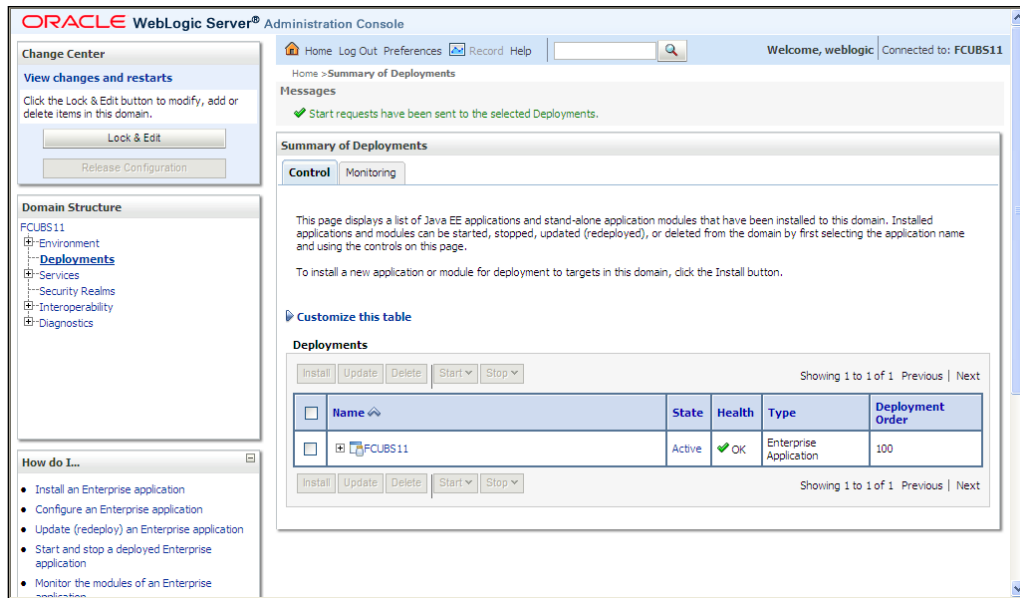 ORACLE WebLogic Server® Administration Console
Change Center
View changes and restarts
Click the Lock & Edit button to modify, add or
delete items in this domain.
Lock & Edit
Release Configuration
Domain Structure
FCUBS11
Environment
Deployments
Services
Security Realms
Interoperability
Diagnostics
How do I...
Install an Enterprise application
Configure an Enterprise application
Update (redeploy) an Enterprise application
Start and stop a deployed Enterprise
application
Monitor the modules of an Enterprise
application
Home Log Out Preferences Record Help
Welcome, weblogic Connected to: FCUBS11
Home >Summary of Deployments
Messages
Start requests have been sent to the selected Deployments.
Summary of Deployments
Control Monitoring
This page displays a list of Java EE applications and stand-alone application modules that have been installed to this domain. Installed
applications and modules can be started, stopped, updated (redeployed), or deleted from the domain by first selecting the application name
and using the controls on this page.
To install a new application or module for deployment to targets in this domain, click the Install button.
Customize this table
Deployments
Install Update Delete Start Stop Showing 1 to 1 of 1 Previous | Next
Name State Health Type Deployment
Order
FCUBS11 Active OK Enterprise
Application 100
Install Update Delete Start Stop Showing 1 to 1 of 1 Previous | Next